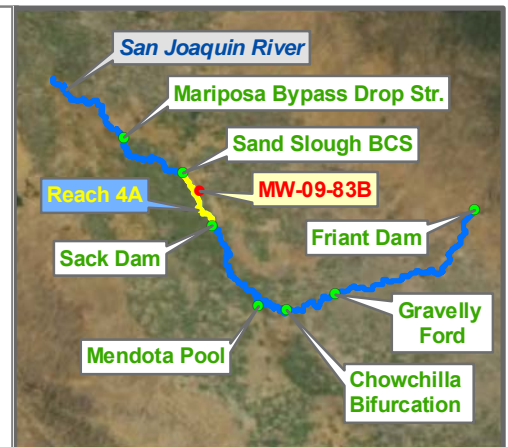 San Joaquin River
Mariposa Bypass Drop Str.
Sand Slough BCS
Reach 4A
MW-09-83B
Sack Dam
Friant Dam
Mendota Pool
Gravelly
Ford
Chowchilla
Bifurcation